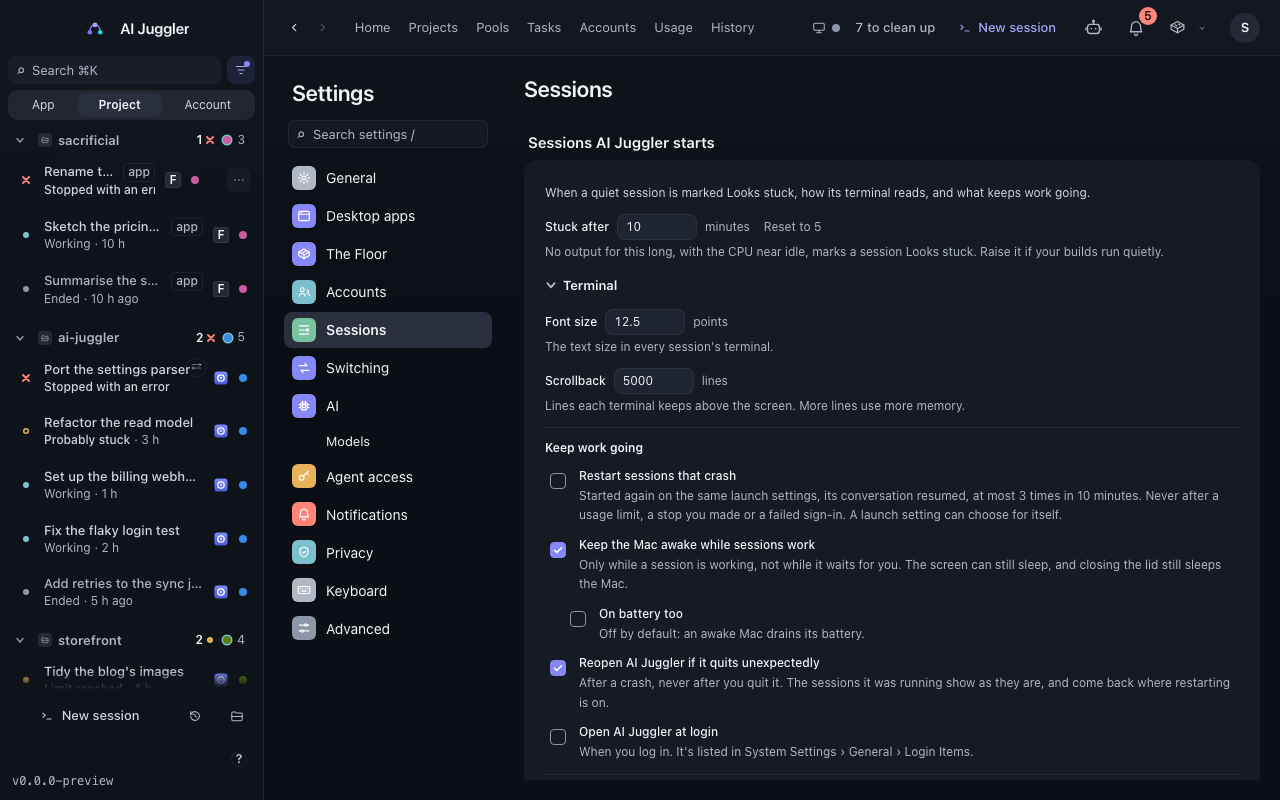 AI Juggler
Search ⌘K
App
Project
Account
sacrificial
1
3
Rename t...
app
Stopped with an err
F
Sketch the pricin...
app
Working · 10 h
F
Summarise the s...
app
Ended · 10 h ago
F
ai-juggler
2
5
Port the settings parser
Stopped with an error
Refactor the read model
Probably stuck · 3 h
Set up the billing webh...
Working · 1 h
Fix the flaky login test
Working · 2 h
Add retries to the sync j...
Ended · 5 h ago
storefront
2
4
Tidy the blog's images
New session
?
v0.0.0-preview
Home
Projects
Pools
Tasks
Accounts
Usage
History
7 to clean up
New session
5
S
Settings
Search settings /
General
Desktop apps
The Floor
Accounts
Sessions
Switching
AI
Models
Agent access
Notifications
Privacy
Keyboard
Advanced
Sessions
Sessions AI Juggler starts
When a quiet session is marked Looks stuck, how its terminal reads, and what keeps work going.
Stuck after 10 minutes Reset to 5
No output for this long, with the CPU near idle, marks a session Looks stuck. Raise it if your builds run quietly.
Terminal
Font size 12.5 points
The text size in every session's terminal.
Scrollback 5000 lines
Lines each terminal keeps above the screen. More lines use more memory.
Keep work going
Restart sessions that crash
Started again on the same launch settings, its conversation resumed, at most 3 times in 10 minutes. Never after a
usage limit, a stop you made or a failed sign-in. A launch setting can choose for itself.
Keep the Mac awake while sessions work
Only while a session is working, not while it waits for you. The screen can still sleep, and closing the lid still sleeps
the Mac.
On battery too
Off by default: an awake Mac drains its battery.
Reopen AI Juggler if it quits unexpectedly
After a crash, never after you quit it. The sessions it was running show as they are, and come back where restarting
is on.
Open AI Juggler at login
When you log in. It's listed in System Settings › General › Login Items.